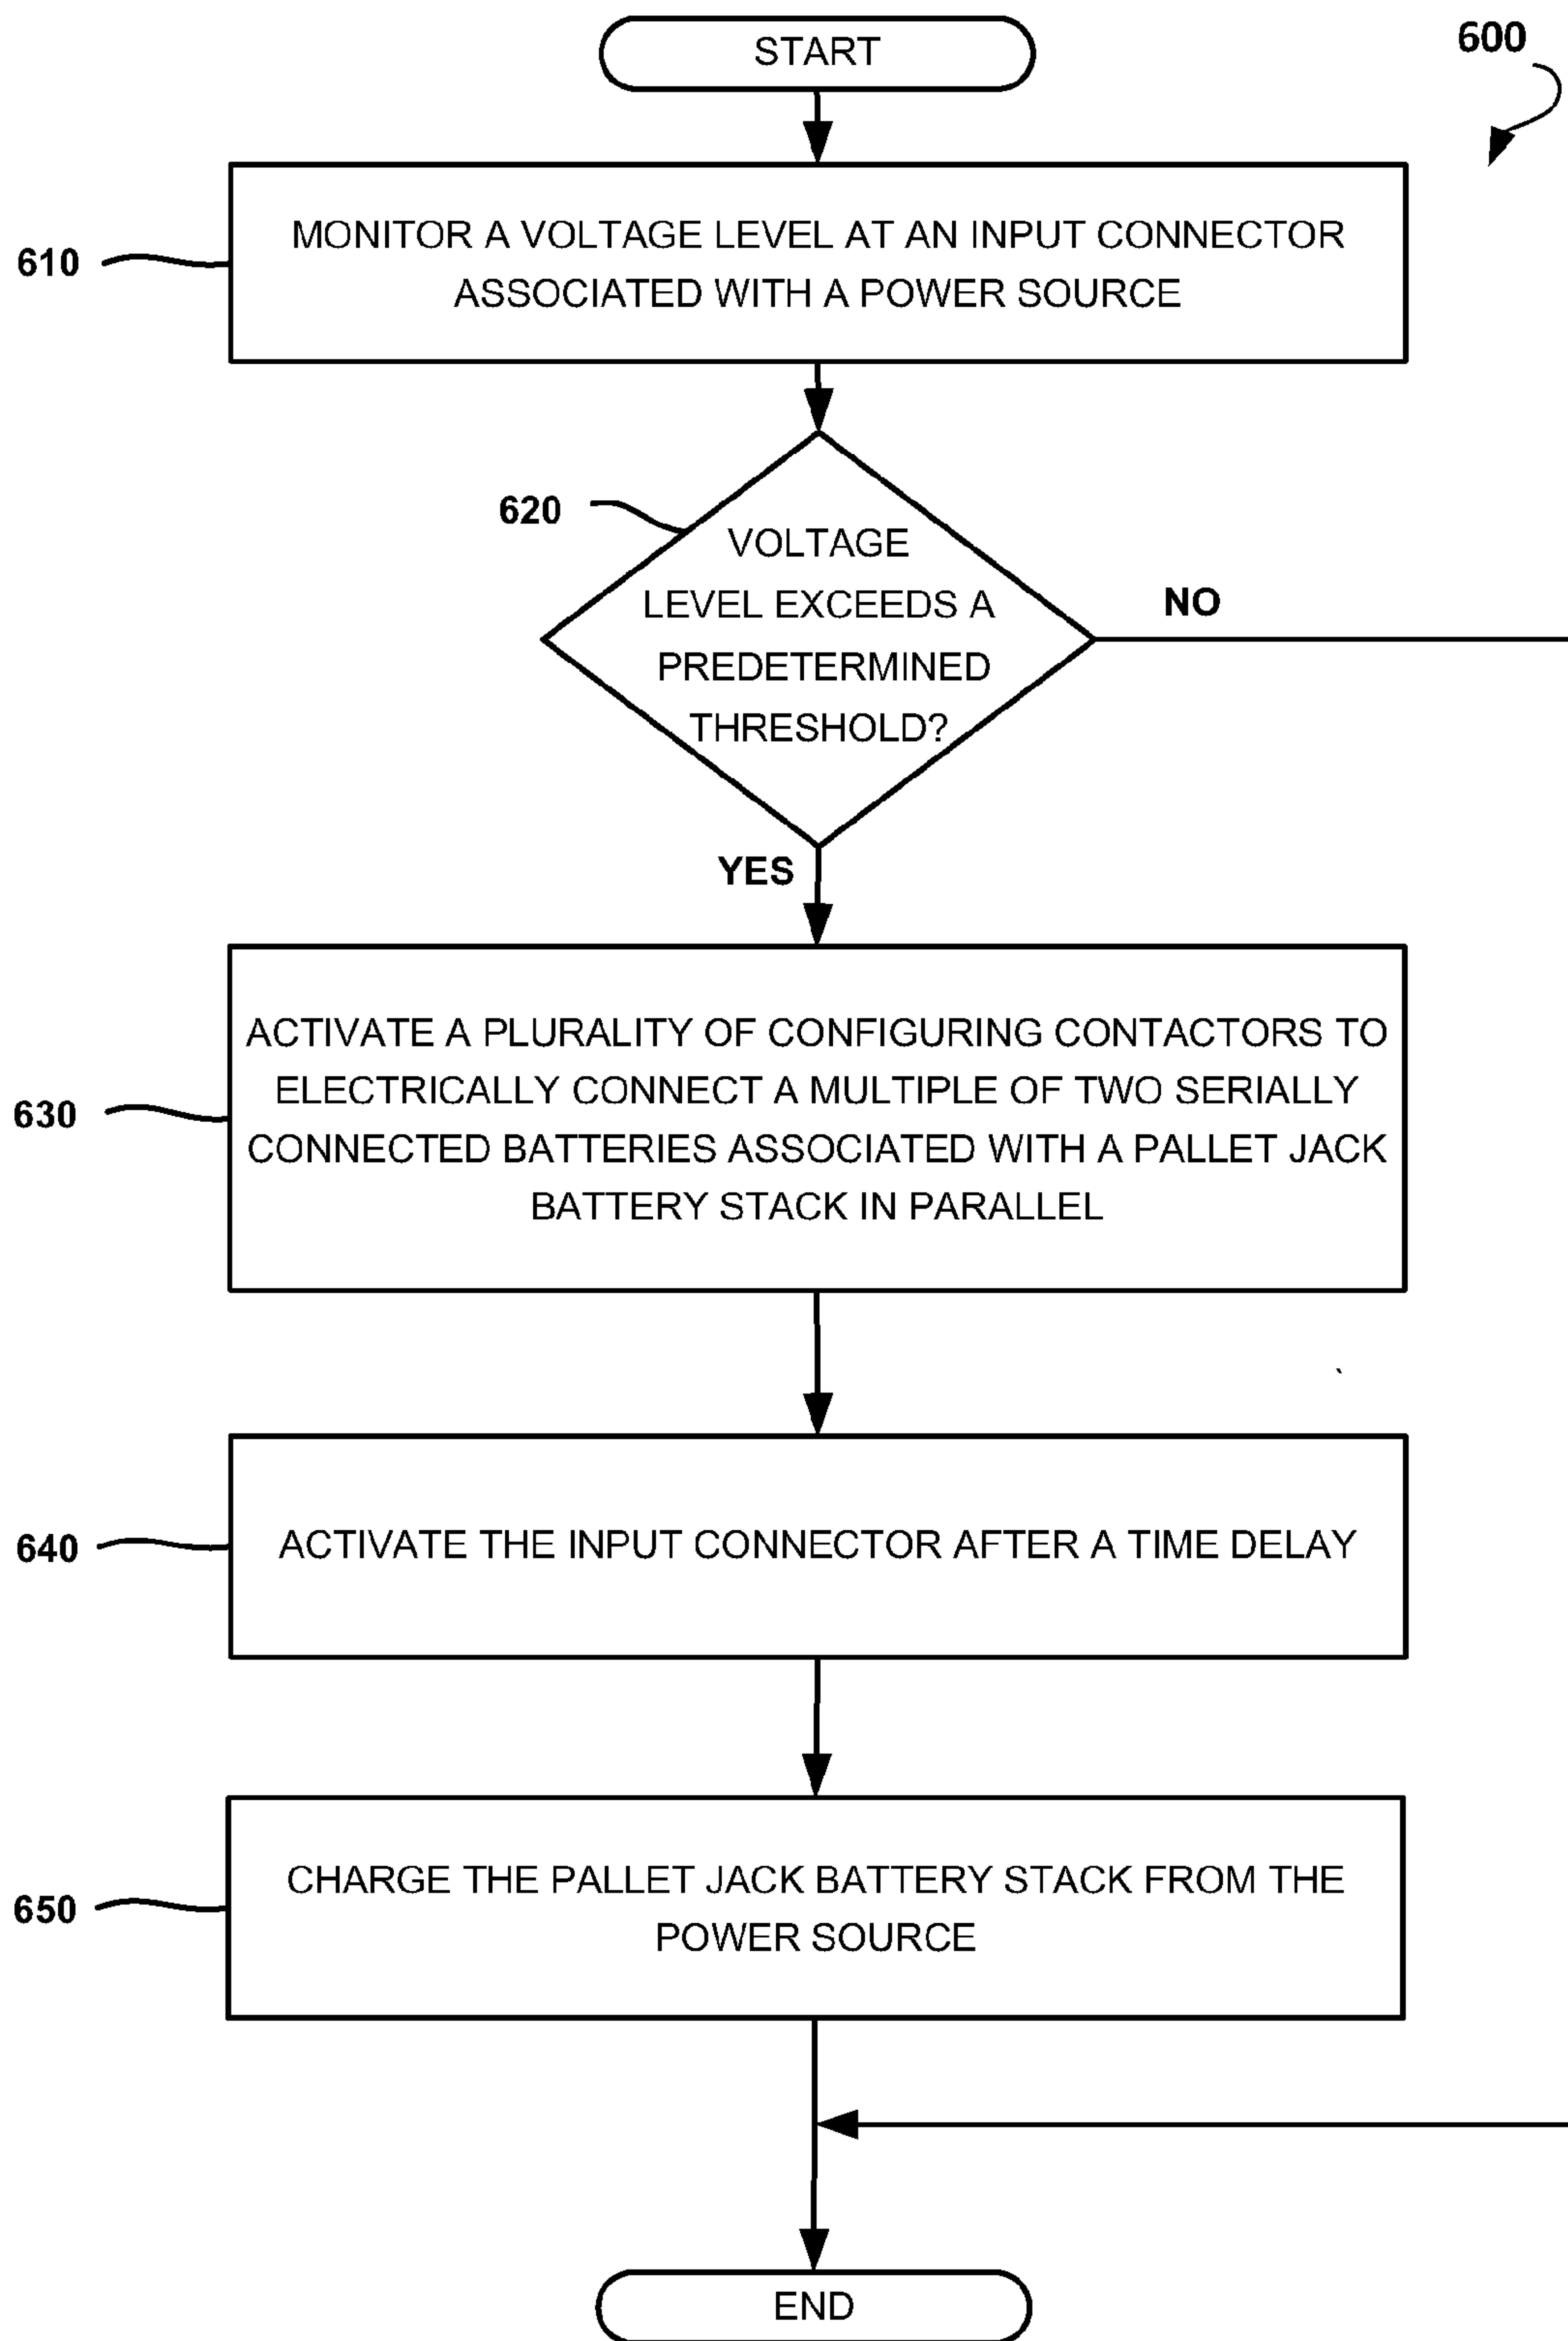 START
600
MONITOR A VOLTAGE LEVEL AT AN INPUT CONNECTOR
ASSOCIATED WITH A POWER SOURCE
610
620
VOLTAGE
LEVEL EXCEEDS A
PREDETERMINED
THRESHOLD?
NO
YES
ACTIVATE A PLURALITY OF CONFIGURING CONTACTORS TO
ELECTRICALLY CONNECT A MULTIPLE OF TWO SERIALLY
CONNECTED BATTERIES ASSOCIATED WITH A PALLET JACK
BATTERY STACK IN PARALLEL
630
ACTIVATE THE INPUT CONNECTOR AFTER A TIME DELAY
640
CHARGE THE PALLET JACK BATTERY STACK FROM THE
POWER SOURCE
650
END